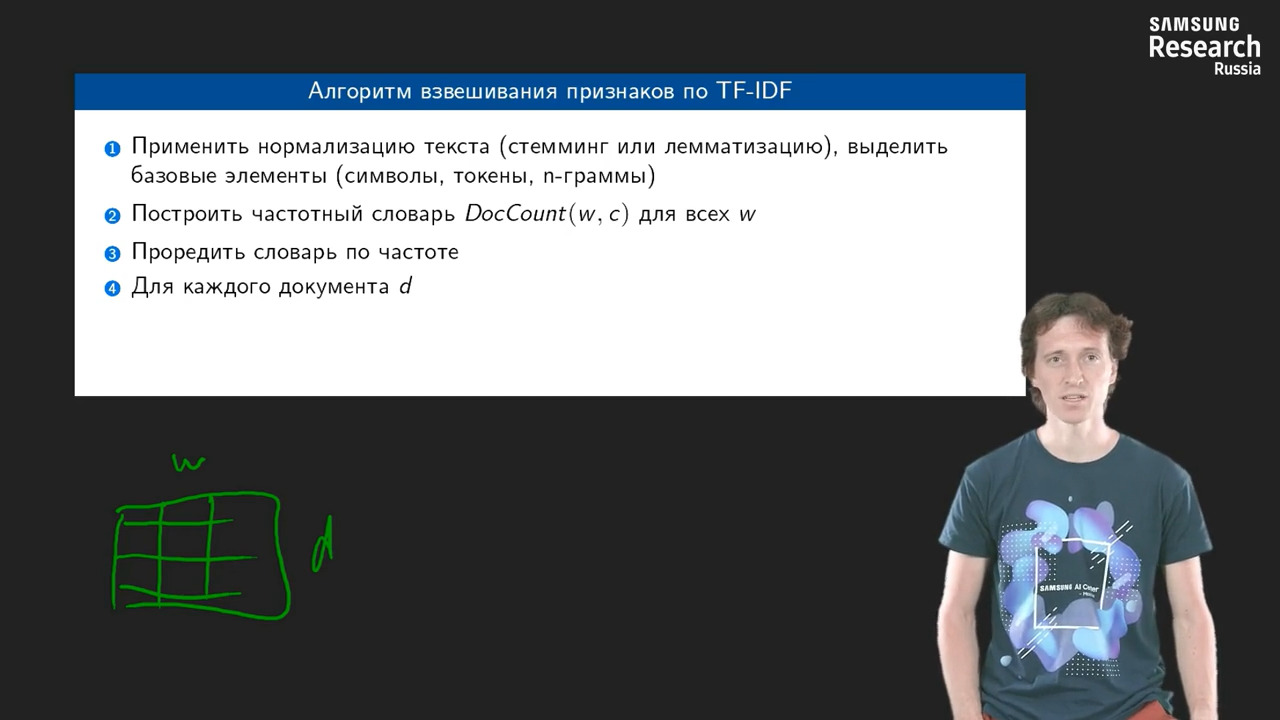 SAMSUNG
Research
Russia
Алгоритм взвешивания признаков по TF-IDF
1 Применить нормализацию текста (стемминг или лемматизацию), выделить
базовые элементы (символы, токены, n-граммы)
2 Построить частотный словарь DocCount(w, c) для всех w
3 Проредить словарь по частоте
4 Для каждого документа d
w
d
SAMSUNG AI Center